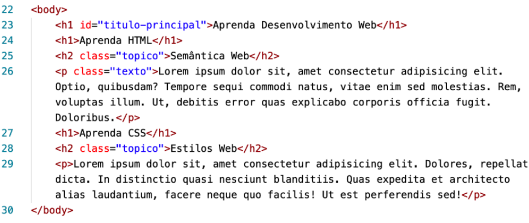 22 <body>
23 <h1 id="titulo-principal">Aprenda Desenvolvimento Web</h1>
24 <h1>Aprenda HTML</h1>
25 <h2 class="topico">Semântica Web</h2>
26 <p class="texto">Lorem ipsum dolor sit, amet consectetur adipisicing elit.
Optio, quibusdam? Tempore sequi commodi natus, vitae enim sed molestias. Rem,
voluptas illum. Ut, debitis error quas explicabo corporis officia fugit.
Doloribus.</p>
27 <h1>Aprenda CSS</h1>
28 <h2 class="topico">Estilos Web</h2>
29 <p>Lorem ipsum dolor sit, amet consectetur adipisicing elit. Dolores, repellat
dicta. In distinctio quasi nesciunt blanditiis. Quas expedita et architecto
alias laudantium, facere neque quo facilis! Ut est perferendis sed!</p>
30 </body>